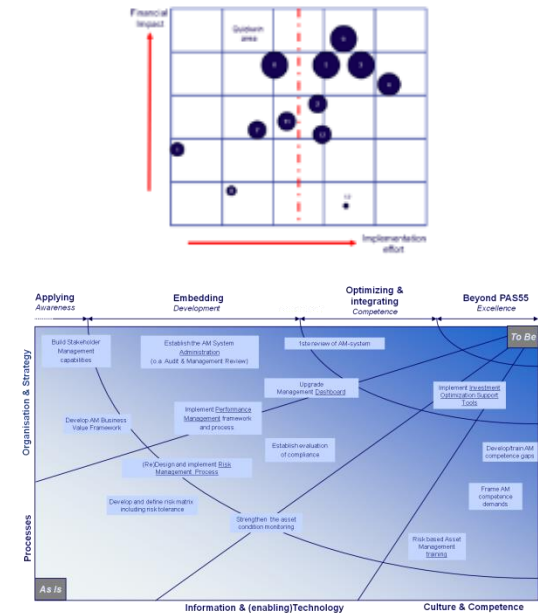 Financial
Impact
Quickwin
area
Implementation
effort
Applying
Awareness
Embedding
Development
Optimizing &
integrating
Competence
Beyond PAS55
Excellence
To Be
Organisation & Strategy
Processes
Build Stakeholder
Management
capabilities
Establish the AM System
Administration
(o.a. Audit & Management Review)
1ste review of AM-system
Upgrade
Management Dashboard
Implement Investment
Optimization Support
Tools
Develop AM Business
Value Framework
Implement Performance
Management framework
and process
Establish evaluation
of compliance
Develop/train AM
competence gaps
(Re)Design and implement Risk
Management Process
Frame AM
competence
demands
Develop and define risk matrix
including risk tolerance
Strengthen the asset
condition monitoring
Risk based Asset
Management
training
As Is
Information & (enabling)Technology
Culture & Competence